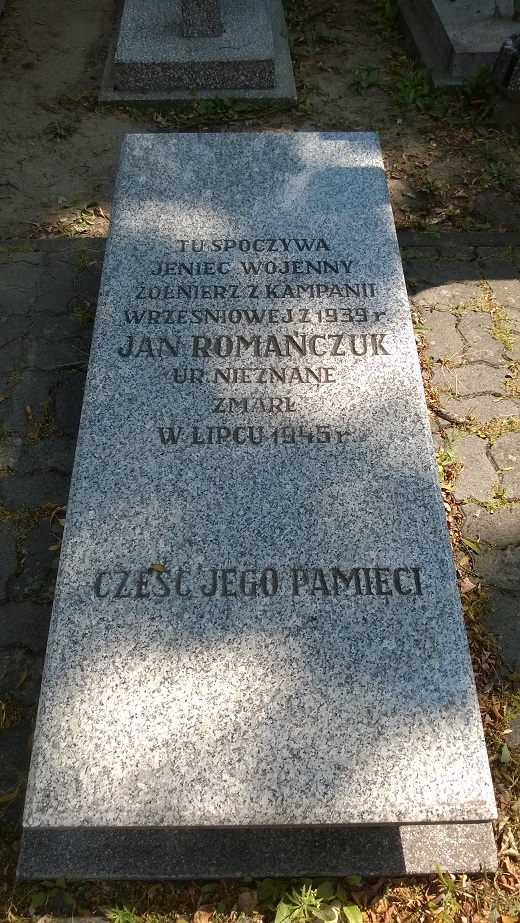 TU SPOCZYWA
JENIEC WOJENNY
ŻOŁNIERZ Z KAMPANII
WRZEŚNIOWEJ Z 1939 r.
JAN ROMAŃCZUK
UR. NIEZNANE
ZMARŁ
W LIPCU 1945 r.
CZEŚĆ JEGO PAMIĘCI